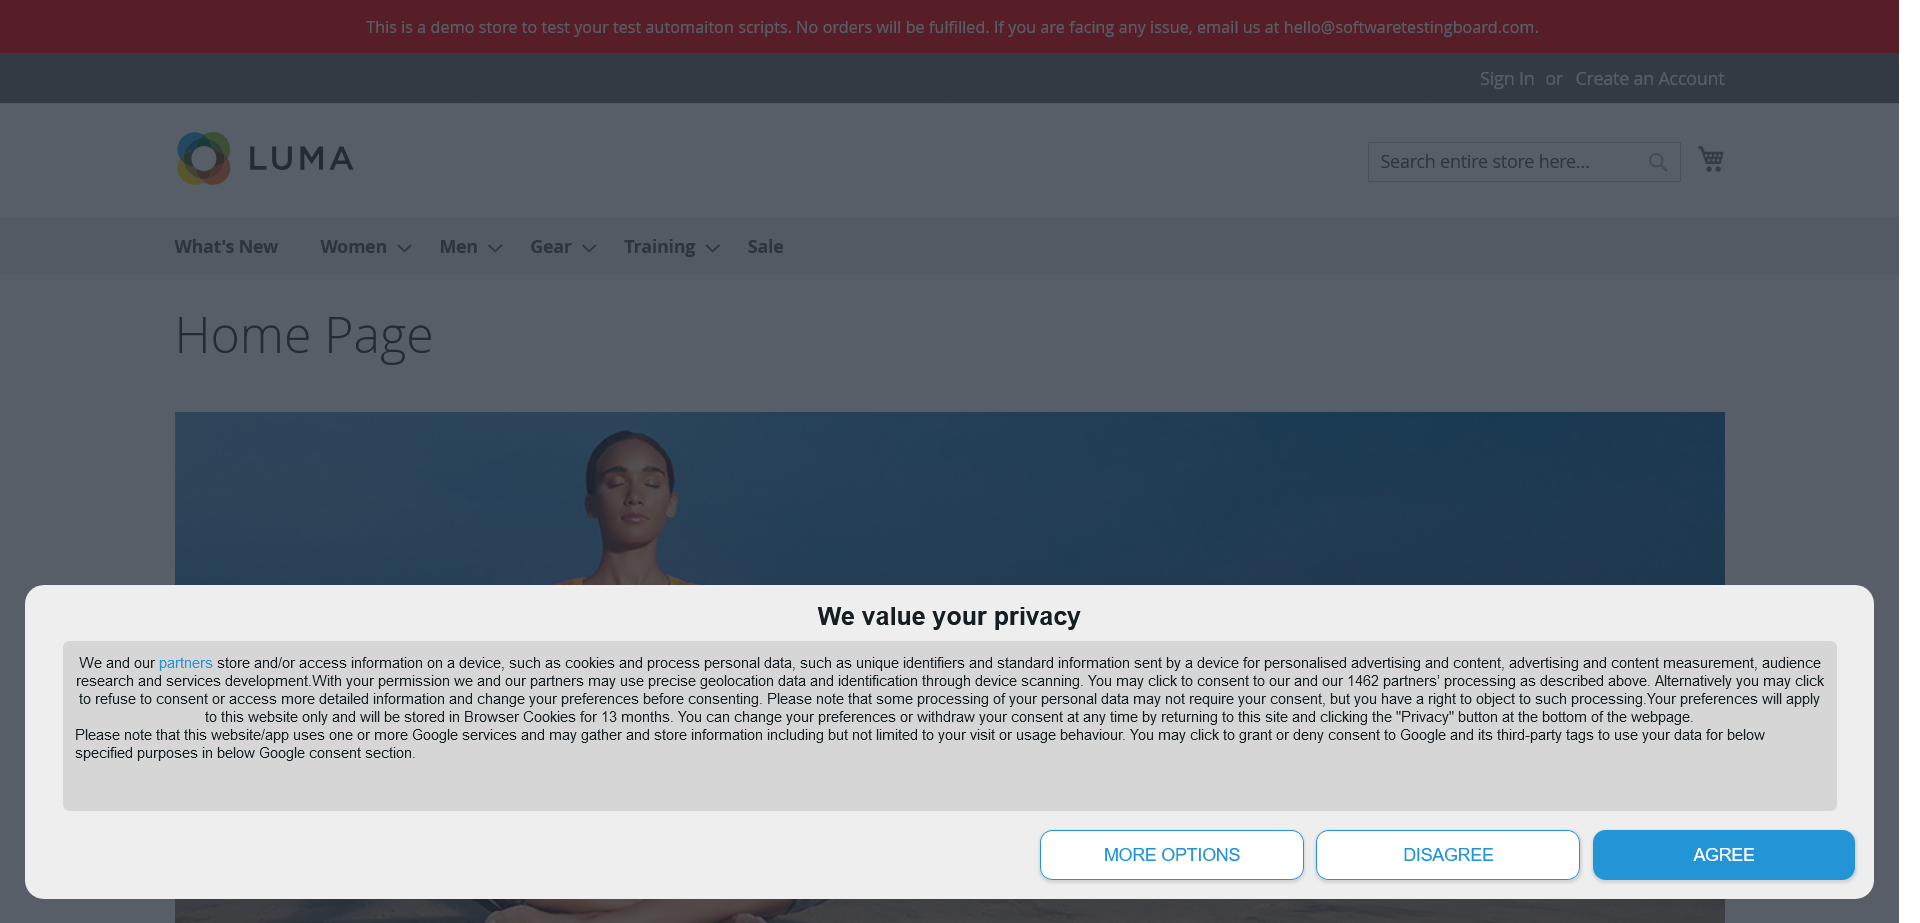 This is a demo store to test your test automaiton scripts. No orders will be fulfilled. If you are facing any issue, email us at hello@softwaretestingboard.com.
Sign In or Create an Account
LUMA
Search entire store here...
What's New Women Men Gear Training Sale
Home Page
We value your privacy
We and our partners store and/or access information on a device, such as cookies and process personal data, such as unique identifiers and standard information sent by a device for personalised advertising and content, advertising and content measurement, audience
research and services development.With your permission we and our partners may use precise geolocation data and identification through device scanning. You may click to consent to our and our 1462 partners’ processing as described above. Alternatively you may click
to refuse to consent or access more detailed information and change your preferences before consenting. Please note that some processing of your personal data may not require your consent, but you have a right to object to such processing.Your preferences will apply
to this website only and will be stored in Browser Cookies for 13 months. You can change your preferences or withdraw your consent at any time by returning to this site and clicking the "Privacy" button at the bottom of the webpage.
Please note that this website/app uses one or more Google services and may gather and store information including but not limited to your visit or usage behaviour. You may click to grant or deny consent to Google and its third-party tags to use your data for below
specified purposes in below Google consent section.
MORE OPTIONS DISAGREE AGREE